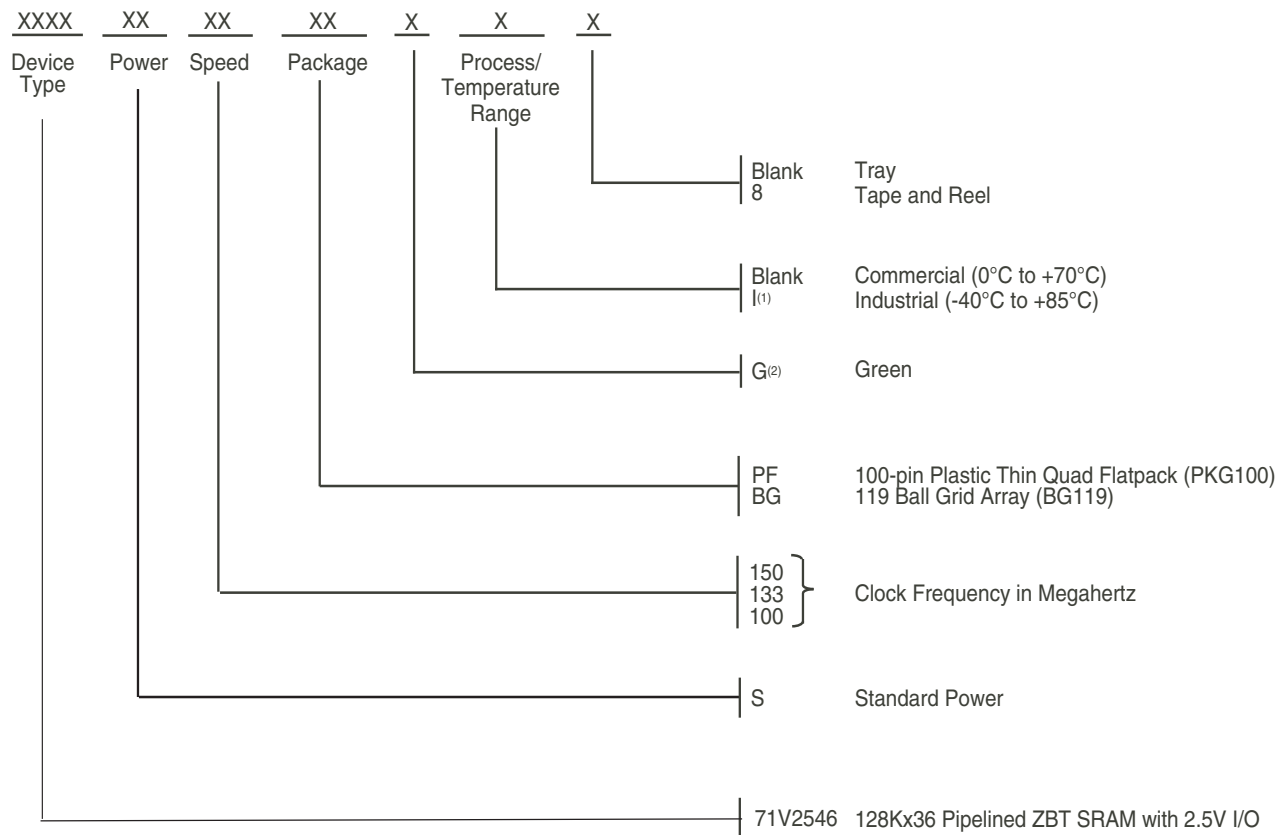 XXXX XX XX XX X X X
Device Type Power Speed Package Process/ Temperature Range
Blank Tray
8 Tape and Reel
Blank Commercial (0°C to +70°C)
I(1) Industrial (-40°C to +85°C)
G(2) Green
PF 100-pin Plastic Thin Quad Flatpack (PKG100)
BG 119 Ball Grid Array (BG119)
150
133 Clock Frequency in Megahertz
100
S Standard Power
71V2546 128Kx36 Pipelined ZBT SRAM with 2.5V I/O